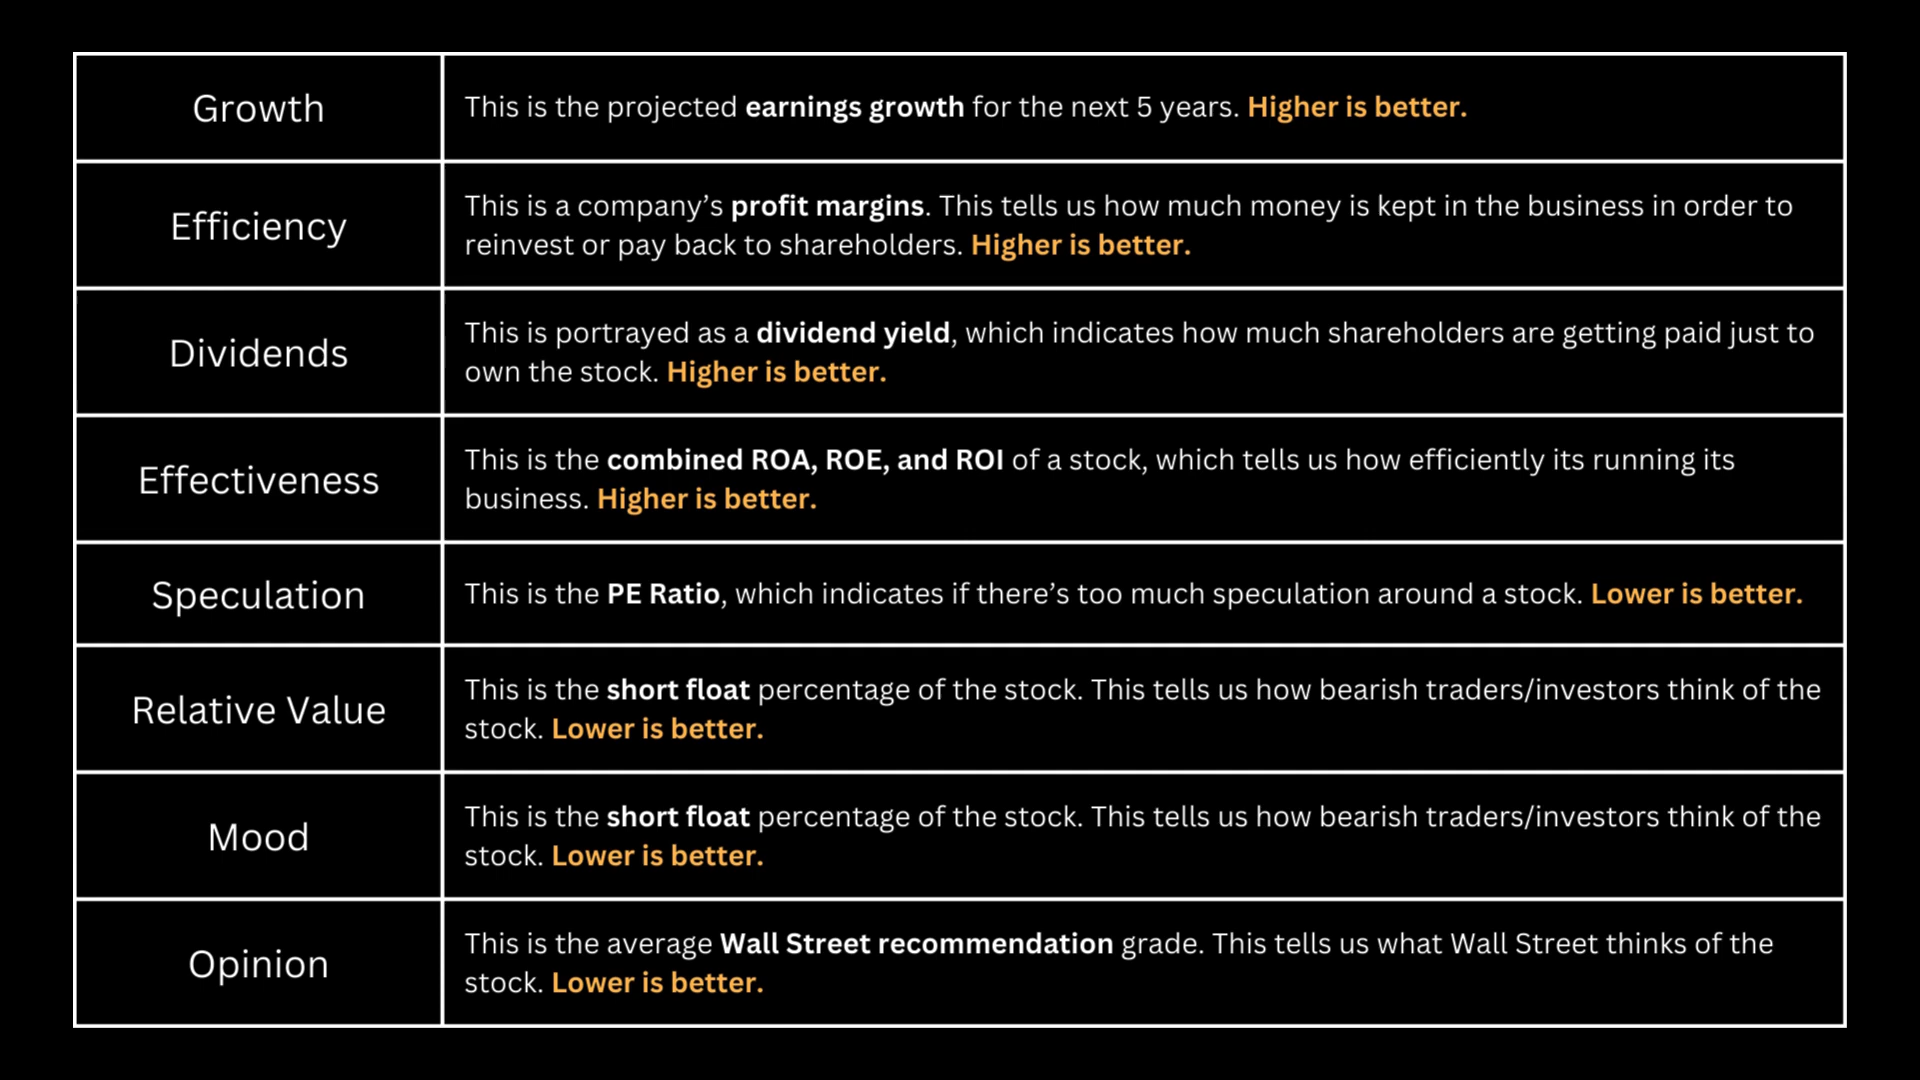 Growth
This is the projected earnings growth for the next 5 years. Higher is better.
Efficiency
This is a company’s profit margins. This tells us how much money is kept in the business in order to
reinvest or pay back to shareholders. Higher is better.
Dividends
This is portrayed as a dividend yield, which indicates how much shareholders are getting paid just to
own the stock. Higher is better.
Effectiveness
This is the combined ROA, ROE, and ROI of a stock, which tells us how efficiently its running its
business. Higher is better.
Speculation
This is the PE Ratio, which indicates if there’s too much speculation around a stock. Lower is better.
Relative Value
This is the short float percentage of the stock. This tells us how bearish traders/investors think of the
stock. Lower is better.
Mood
This is the short float percentage of the stock. This tells us how bearish traders/investors think of the
stock. Lower is better.
Opinion
This is the average Wall Street recommendation grade. This tells us what Wall Street thinks of the
stock. Lower is better.